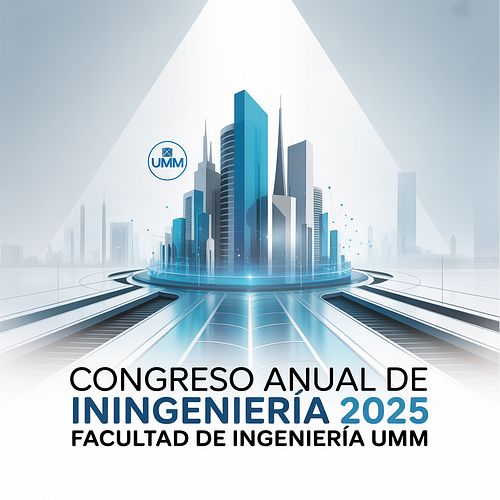 UMM
CONGRESO ANUAL DE
ININGENIERÍA 2025
FACULTAD DE INGENIERÍA UMM